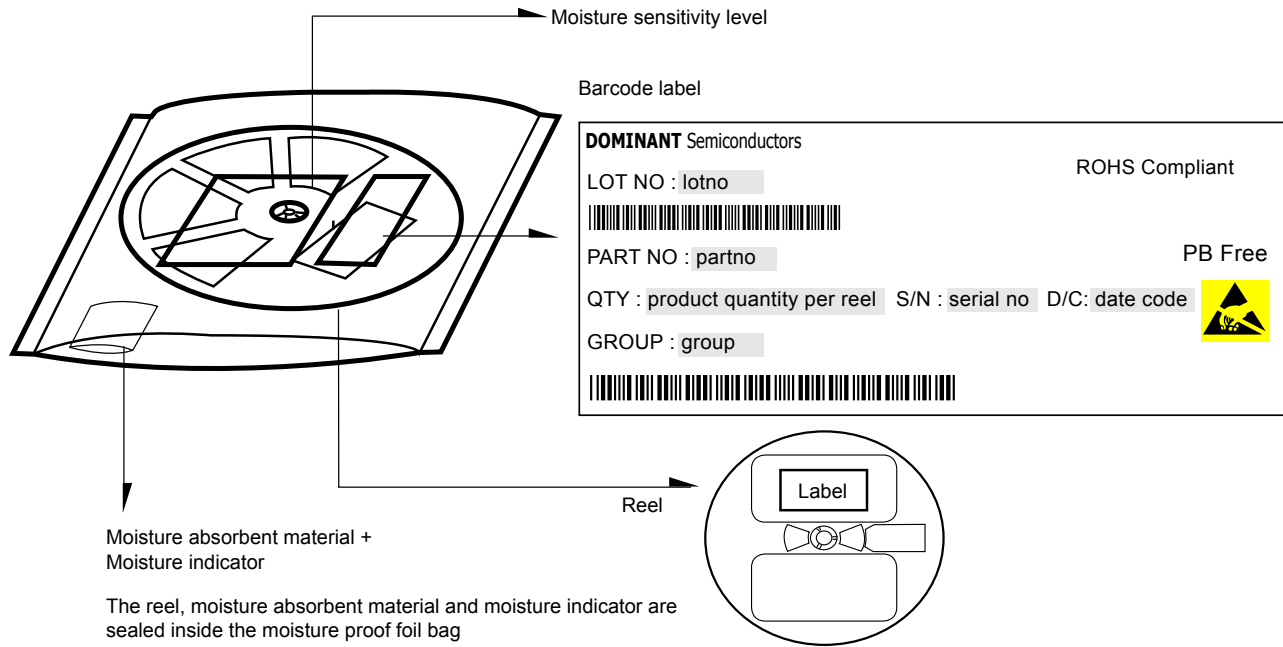 Moisture sensitivity level
Barcode label
DOMINANT Semiconductors
ROHS Compliant
LOT NO : lotno
PART NO : partno
PB Free
QTY : product quantity per reel S/N : serial no D/C: date code
GROUP : group
Label
Reel
Moisture absorbent material +
Moisture indicator
The reel, moisture absorbent material and moisture indicator are
sealed inside the moisture proof foil bag